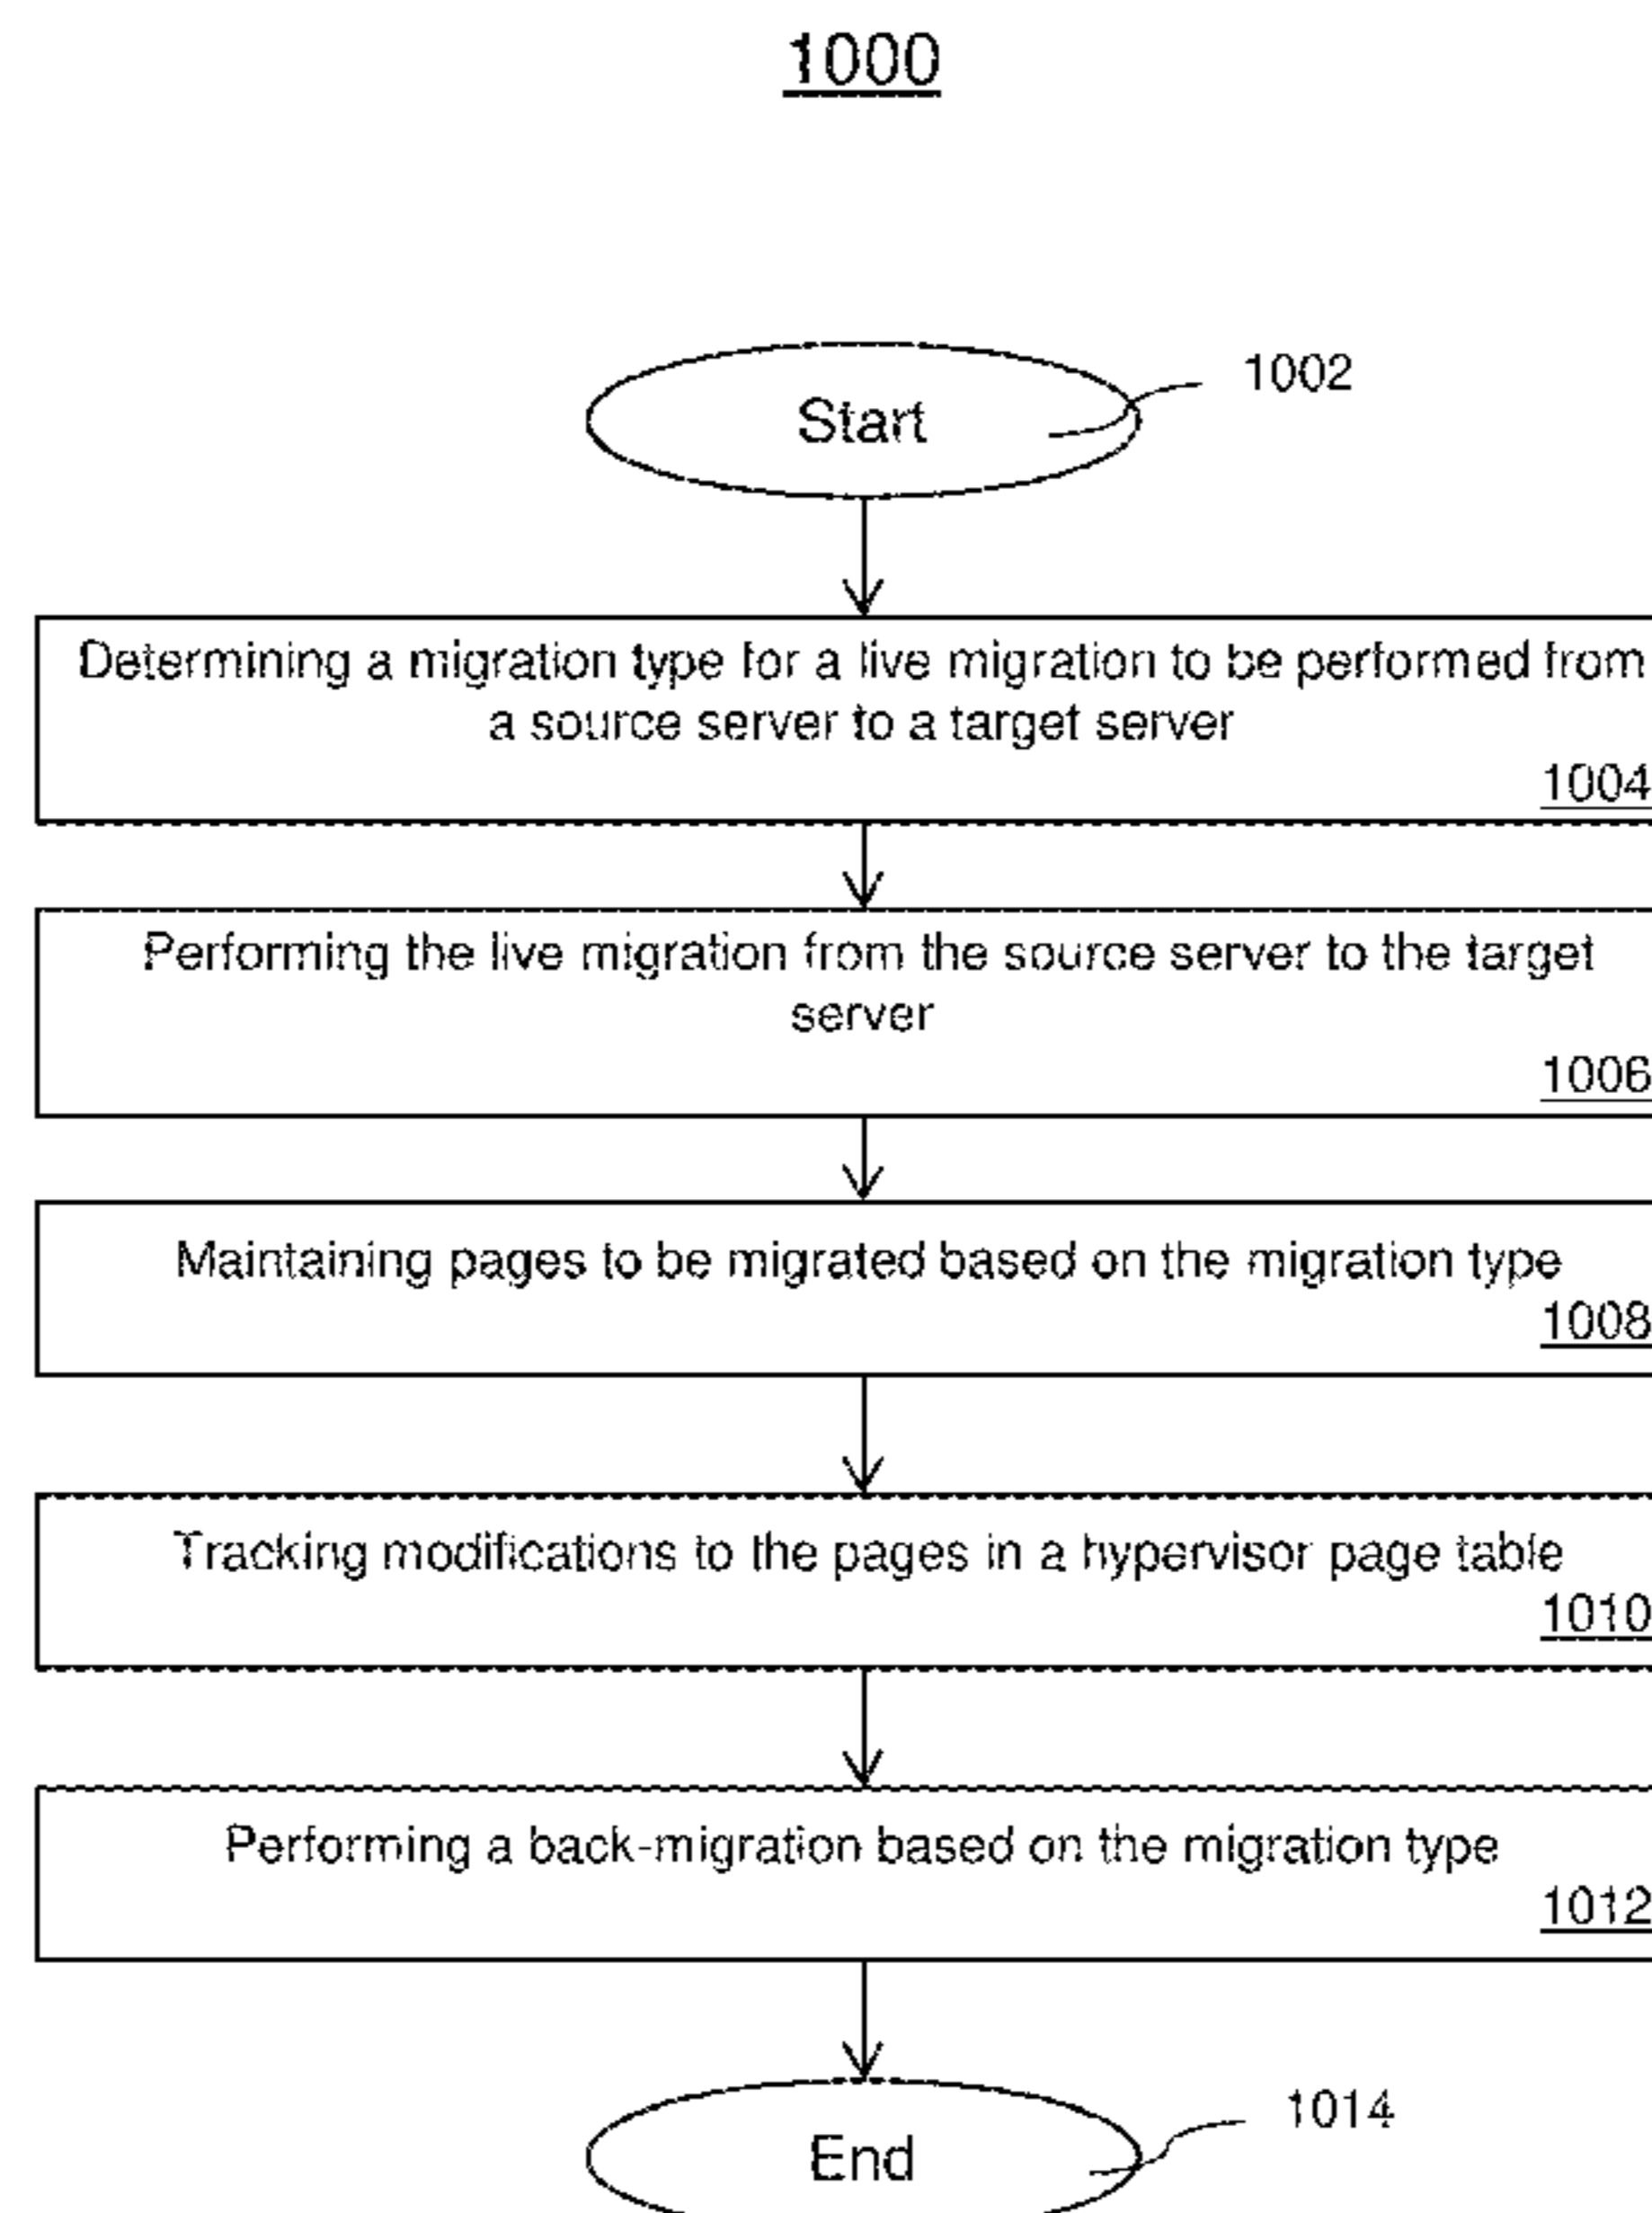 1000
Start
1002
Determining a migration type for a live migration to be performed from
a source server to a target server
1004
Performing the live migration from the source server to the target
server
1006
Maintaining pages to be migrated based on the migration type
1008
Tracking modifications to the pages in a hypervisor page table
1010
Performing a back-migration based on the migration type
1012
End
1014